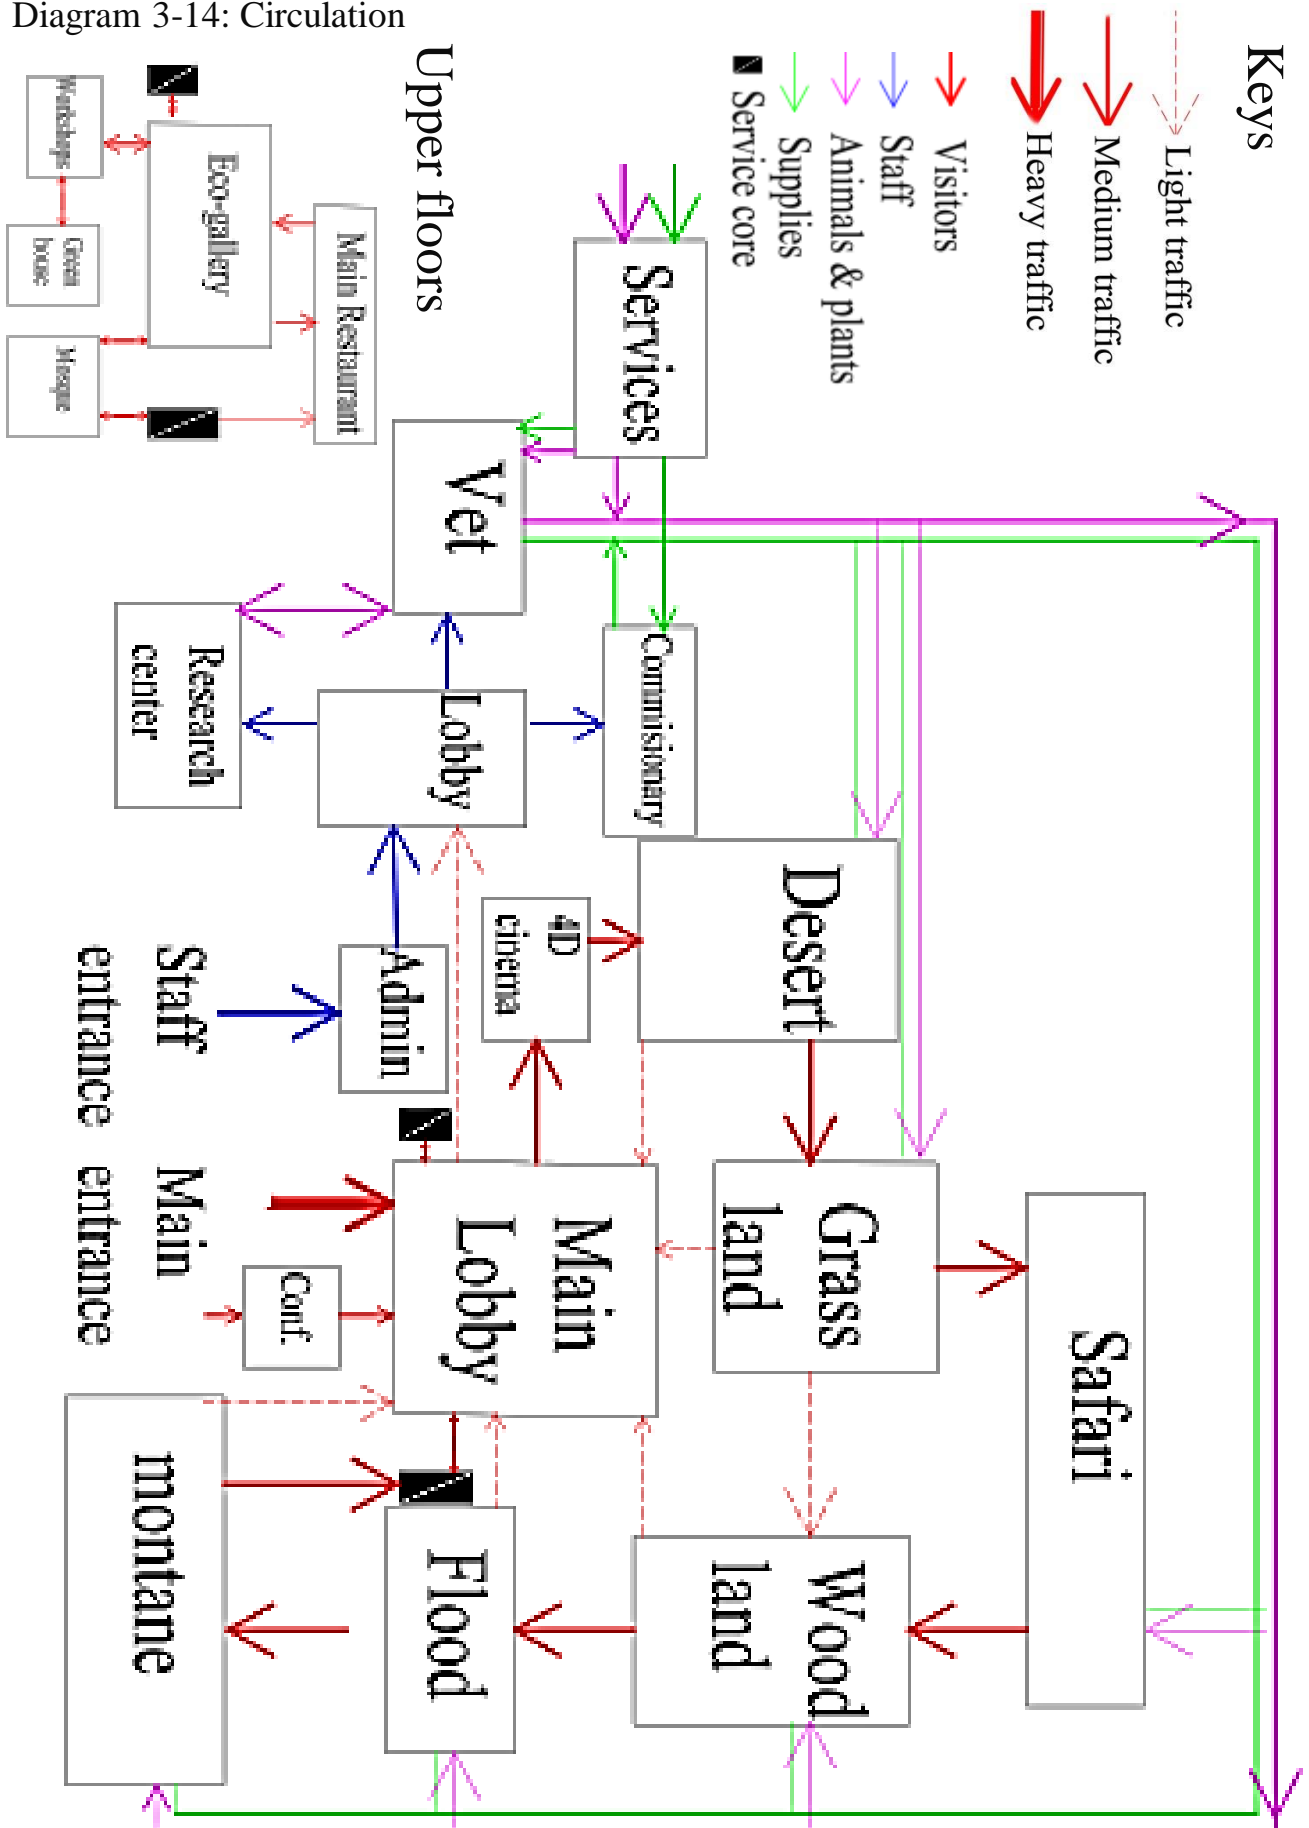 Diagram 3-14: Circulation
Keys
Light traffic
Medium traffic
Heavy traffic
Visitors
Staff
Animals & plants
Supplies
Service core
Upper floors
Workshops
Eco-gallery
Main Restaurant
Green
house
Mosque
Services
Vet
Research
center
Lobby
Commisionary
Desert
4D
cinema
Admin
Staff
entrance
Main
entrance
Main
Lobby
Conf.
Grass
land
Safari
Wood
land
Flood
montane